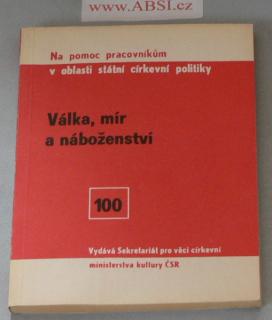 www.ABSI.cz
Na pomoc pracovníkům
v oblasti státní církevní politiky
Válka, mír
a náboženství
100
Vydává Sekretariát pro věci církevní
ministerstva kultury ČSR